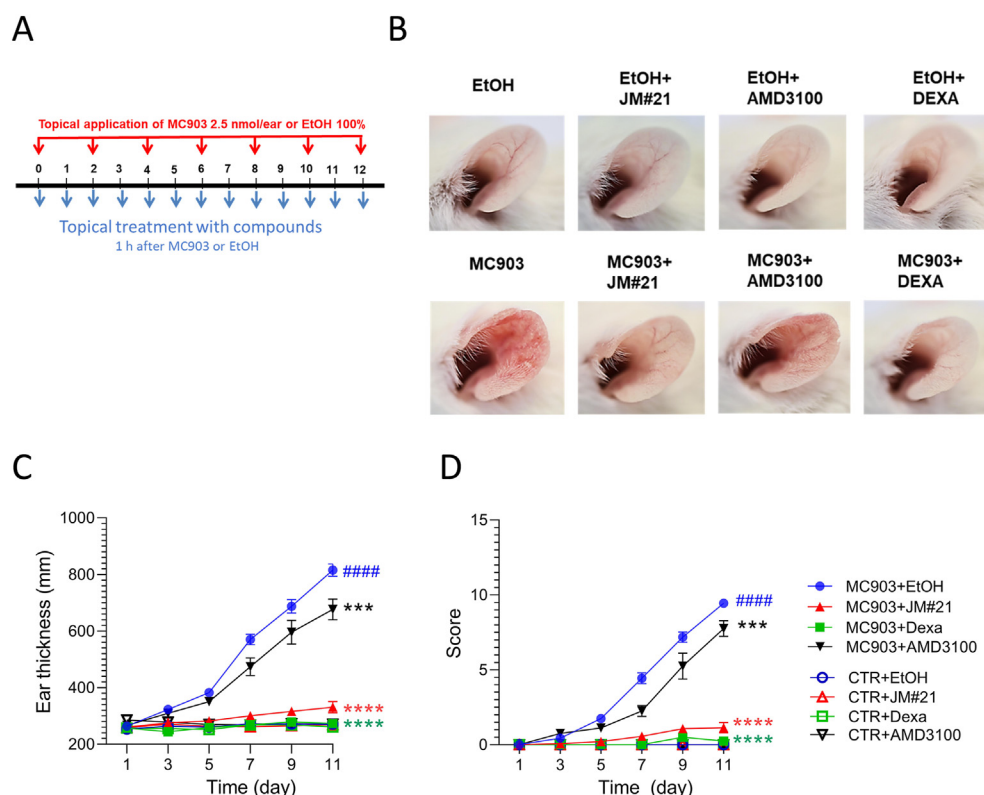 A
Topical application of MC903 2.5 nmol/ear or EtOH 100%
0 1 2 3 4 5 6 7 8 9 10 11 12
Topical treatment with compounds
1 h after MC903 or EtOH
B
EtOH
EtOH+
JM#21
EtOH+
AMD3100
EtOH+
DEXA
MC903
MC903+
JM#21
MC903+
AMD3100
MC903+
DEXA
C
Ear thickness (mm)
1000
800
600
400
200
####
***
****
****
1 3 5 7 9 11
Time (day)
D
Score
15
10
5
0
####
***
****
****
1 3 5 7 9 11
Time (day)
MC903+EtOH
MC903+JM#21
MC903+Dexa
MC903+AMD3100
CTR+EtOH
CTR+JM#21
CTR+Dexa
CTR+AMD3100